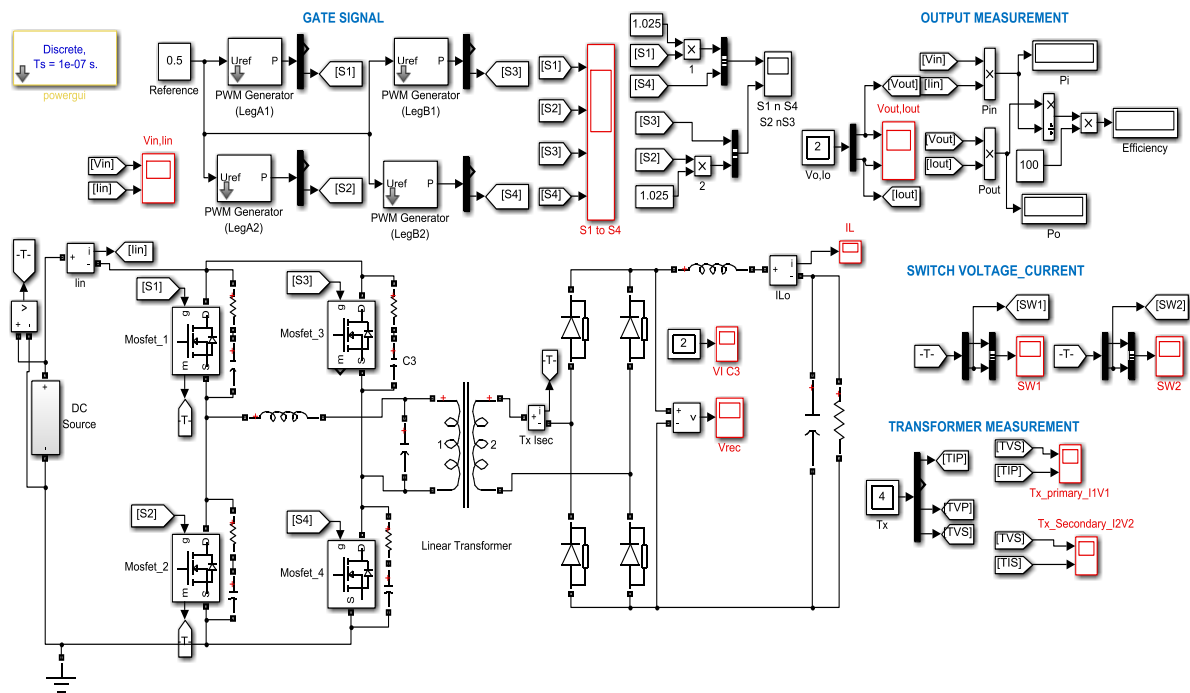 GATE SIGNAL
OUTPUT MEASUREMENT
Discrete,
Ts = 1e-07 s.
powergui
0.5
Reference
Uref P
PWM Generator
(LegA1)
[S1]
Uref P
PWM Generator
(LegB1)
[S3]
Uref P
PWM Generator
(LegA2)
[S2]
Uref P
PWM Generator
(LegB2)
[S4]
[S1]
[S2]
[S3]
[S4]
S1 to S4
1.025
[S1]
×
1
[S4]
[S3]
[S2]
×
2
1.025
S1 n S4
S2 nS3
2
Vo,Io
[Vout]
Vout,Iout
[Iout]
[Vin]
[Iin]
×
Pin
[Vout]
[Iout]
×
Pout
Pi
×
÷
100
×
Efficiency
Po
Vin,Iin
[Vin]
[Iin]
-T-
+ i -
Iin
[Iin]
v
+ -
+
DC
Source
-
[S1]
g D
m S
Mosfet_1
-T-
[S3]
g D
m S
Mosfet_3
C3
[S2]
g D
m S
Mosfet_2
-T-
[S4]
g D
m S
Mosfet_4
+
1 2
Linear Transformer
-T-
+ i -
Tx Isec
+ i -
ILo
IL
2
VI C3
+ v -
Vrec
SWITCH VOLTAGE_CURRENT
[SW1]
-T-
SW1
[SW2]
-T-
SW2
TRANSFORMER MEASUREMENT
4
Tx
[TIP]
[TVP]
[TVS]
[TVS]
[TIP]
Tx_primary_I1V1
Tx_Secondary_I2V2
[TVS]
[TIS]